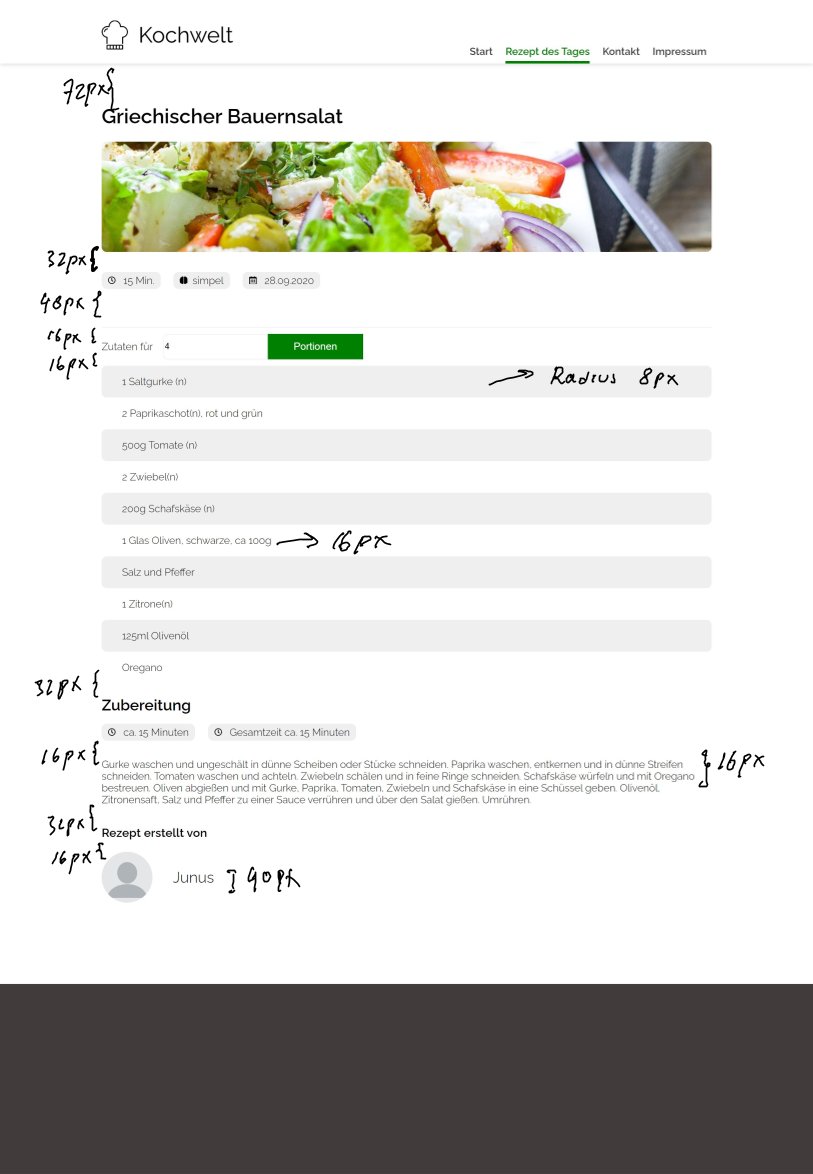 Kochwelt
Start Rezept des Tages Kontakt Impressum
72px
Griechischer Bauernsalat
32px
15 Min. simpel 28.09.2020
48px
16px
Zutaten für 4 Portionen
16px
1 Saltgurke (n)
Radius 8px
2 Paprikaschot(n), rot und grün
500g Tomate (n)
2 Zwiebel(n)
200g Schafskäse (n)
1 Glas Oliven, schwarze, ca 100g 16px
Salz und Pfeffer
1 Zitrone(n)
125ml Olivenöl
Oregano
32px
Zubereitung
ca. 15 Minuten Gesamtzeit ca. 15 Minuten
16px
Gurke waschen und ungeschält in dünne Scheiben oder Stücke schneiden. Paprika waschen, entkernen und in dünne Streifen
schneiden. Tomaten waschen und achteln. Zwiebeln schälen und in feine Ringe schneiden. Schafskäse würfeln und mit Oregano
bestreuen. Oliven abgießen und mit Gurke, Paprika, Tomaten, Zwiebeln und Schafskäse in eine Schüssel geben. Olivenöl,
Zitronensaft, Salz und Pfeffer zu einer Sauce verrühren und über den Salat gießen. Umrühren.
16px
32px
Rezept erstellt von
16px
Junus 40px